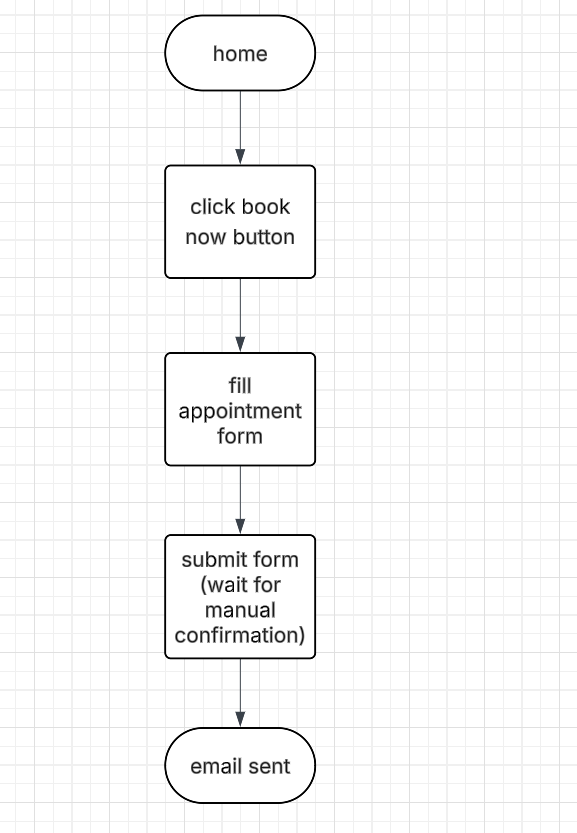 home
click book
now button
fill
appointment
form
submit form
(wait for
manual
confirmation)
email sent